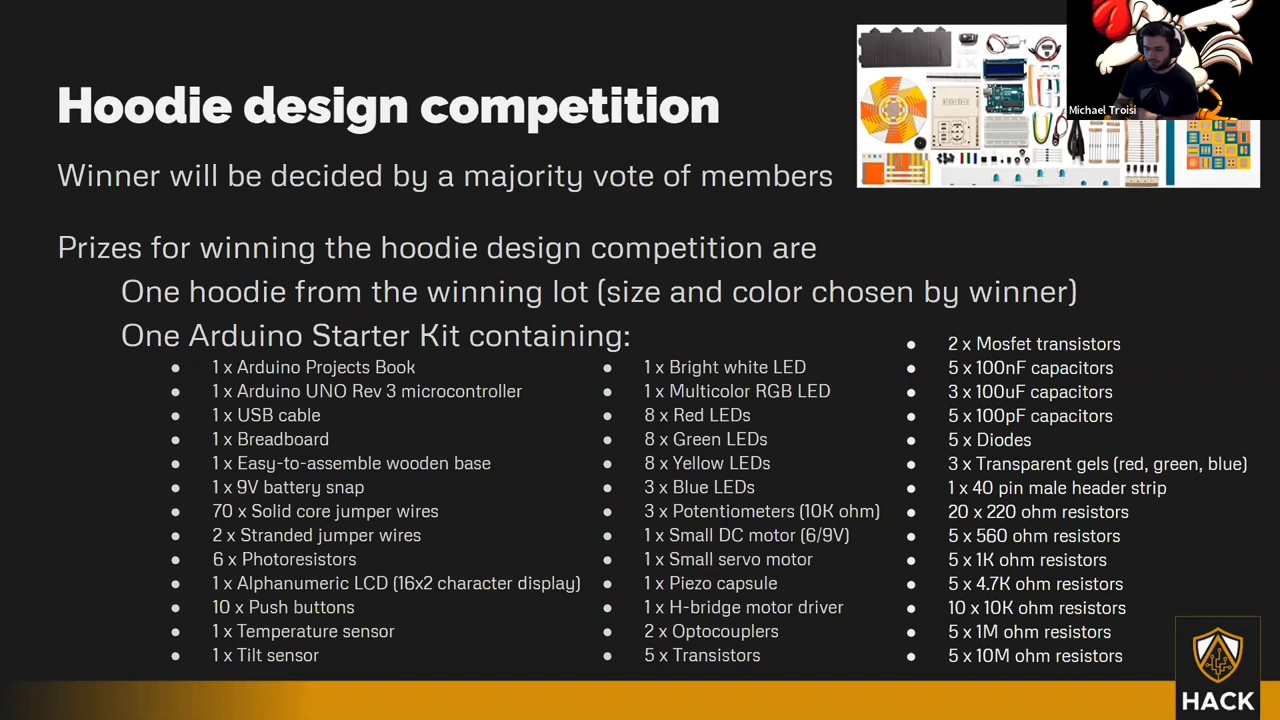 Hoodie design competition
Winner will be decided by a majority vote of members
Michael Troisi
Prizes for winning the hoodie design competition are
One hoodie from the winning lot (size and color chosen by winner)
One Arduino Starter Kit containing:
1 x Arduino Projects Book
1 x Arduino UNO Rev 3 microcontroller
1 x USB cable
1 x Breadboard
1 x Easy-to-assemble wooden base
1 x 9V battery snap
70 x Solid core jumper wires
2 x Stranded jumper wires
6 x Photoresistors
1 x Alphanumeric LCD (16x2 character display)
10 x Push buttons
1 x Temperature sensor
1 x Tilt sensor
1 x Bright white LED
1 x Multicolor RGB LED
8 x Red LEDs
8 x Green LEDs
8 x Yellow LEDs
3 x Blue LEDs
3 x Potentiometers (10K ohm)
1 x Small DC motor (6/9V)
1 x Small servo motor
1 x Piezo capsule
1 x H-bridge motor driver
2 x Optocouplers
5 x Transistors
2 x Mosfet transistors
5 x 100nF capacitors
3 x 100uF capacitors
5 x 100pF capacitors
5 x Diodes
3 x Transparent gels (red, green, blue)
1 x 40 pin male header strip
20 x 220 ohm resistors
5 x 560 ohm resistors
5 x 1K ohm resistors
5 x 4.7K ohm resistors
10 x 10K ohm resistors
5 x 1M ohm resistors
5 x 10M ohm resistors
HACK